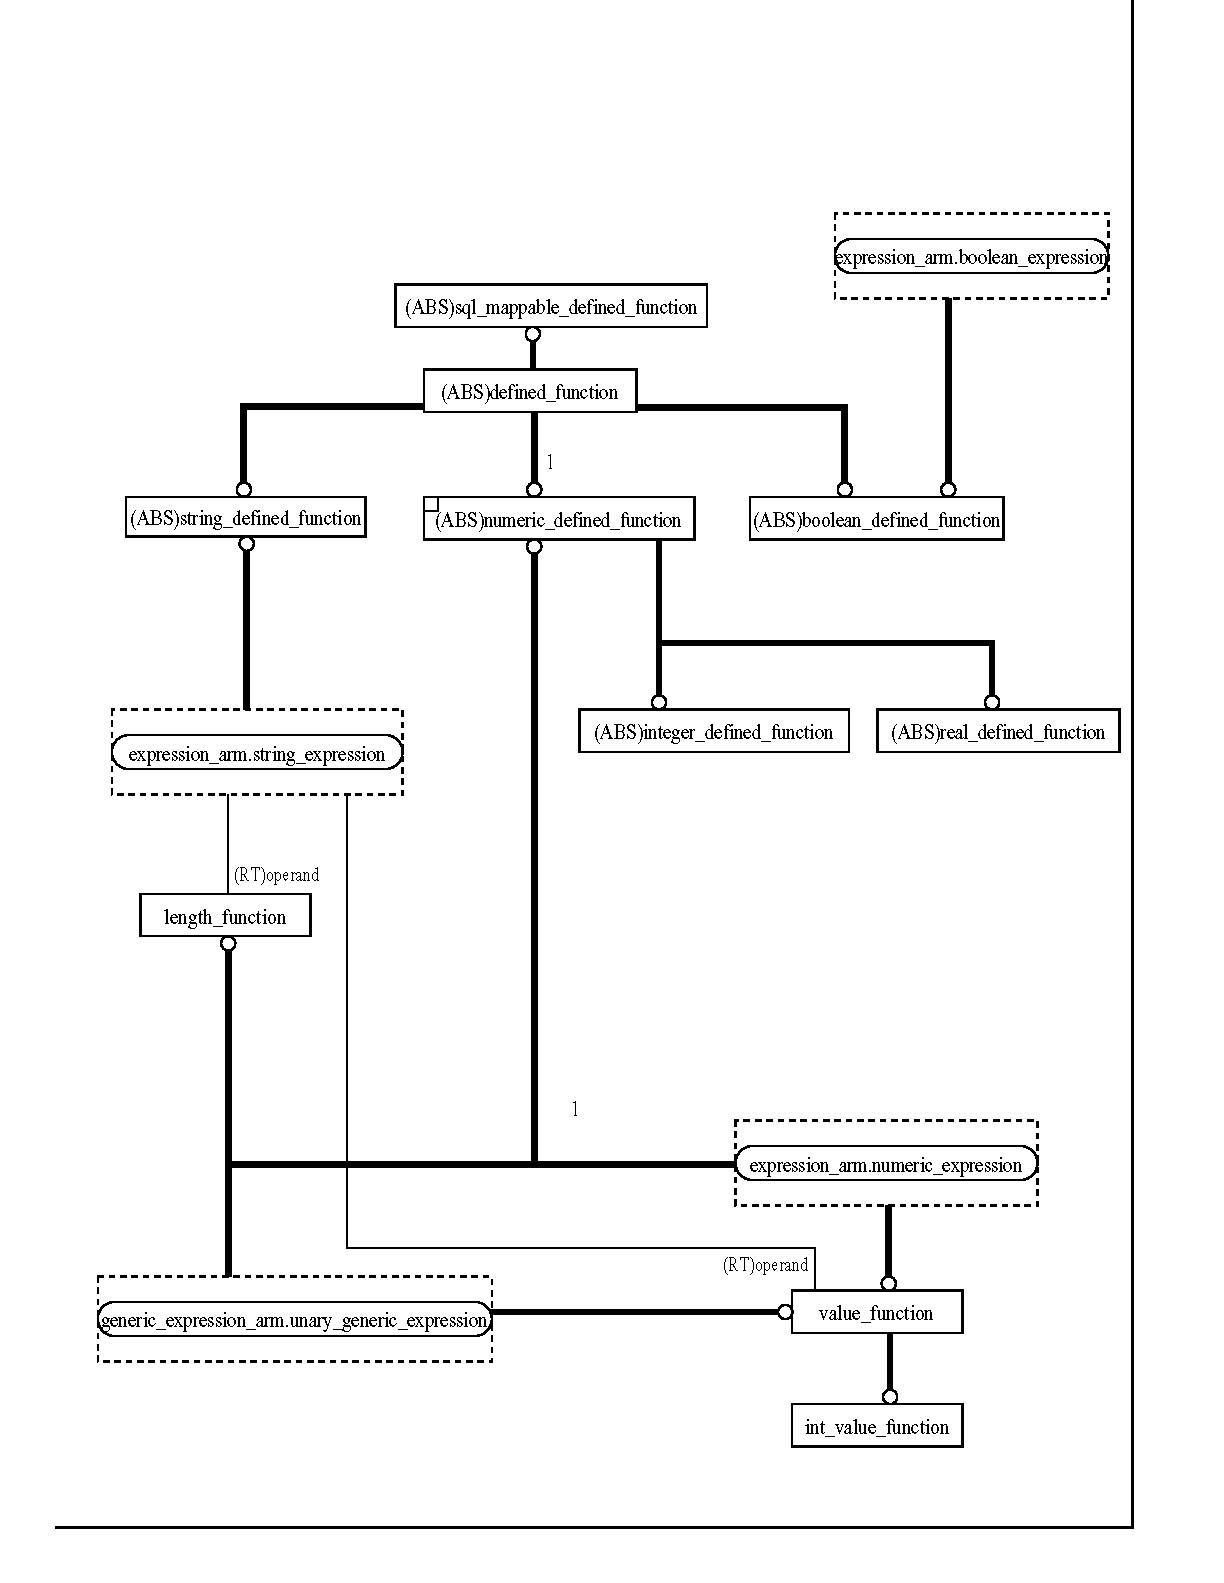 expression_arm.boolean_expression
(ABS)sql_mappable_defined_function
(ABS)defined_function
1
(ABS)string_defined_function
(ABS)numeric_defined_function
(ABS)boolean_defined_function
(ABS)integer_defined_function
(ABS)real_defined_function
expression_arm.string_expression
(RT)operand
length_function
1
expression_arm.numeric_expression
(RT)operand
value_function
generic_expression_arm.unary_generic_expression
int_value_function